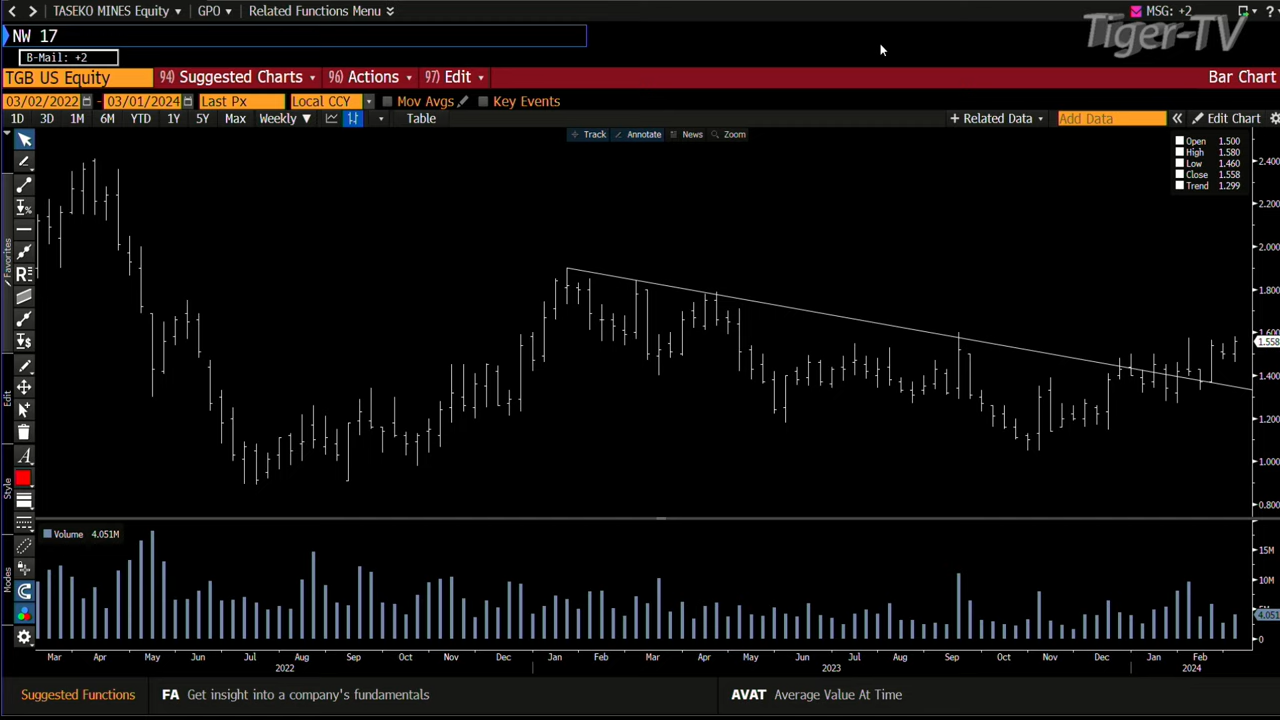 TASEKO MINES Equity GPO Related Functions Menu MSG: +2 ?
Tiger-TV
NW 17
B-Mail: +2
TGB US Equity 94) Suggested Charts 96) Actions 97) Edit Bar Chart
03/02/2022 - 03/01/2024 Last Px Local CCY Mov Avgs Key Events
1D 3D 1M 6M YTD 1Y 5Y Max Weekly Table + Related Data Add Data Edit Chart
Track Annotate News Zoom
Open 1.500
High 1.580
Low 1.460
Close 1.558
Trend 1.299
2.400
2.200
2.000
1.800
1.558
1.400
1.000
0.800
Favorites
Edit
Style
Modes
Volume 4.051M
15M
10M
4.051
0
Mar Apr May Jun Jul Aug Sep Oct Nov Dec Jan Feb Mar Apr May Jun Jul Aug Sep Oct Nov Dec Jan Feb
2022 2023 2024
Suggested Functions FA Get insight into a company's fundamentals AVAT Average Value At Time